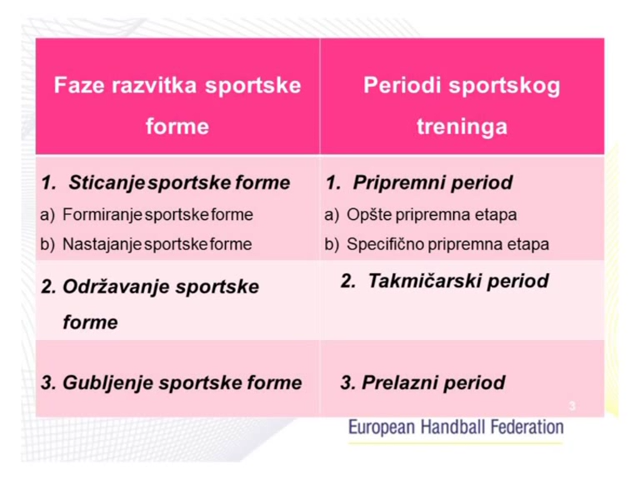 Faze razvitka sportske
forme
Periodi sportskog
treninga
1. Sticanje sportske forme
a) Formiranje sportske forme
b) Nastajanje sportske forme
1. Pripremni period
a) Opšte pripremna etapa
b) Specifično pripremna etapa
2. Održavanje sportske
forme
2. Takmičarski period
3. Gubljenje sportske forme
3. Prelazni period
3
European Handball Federation